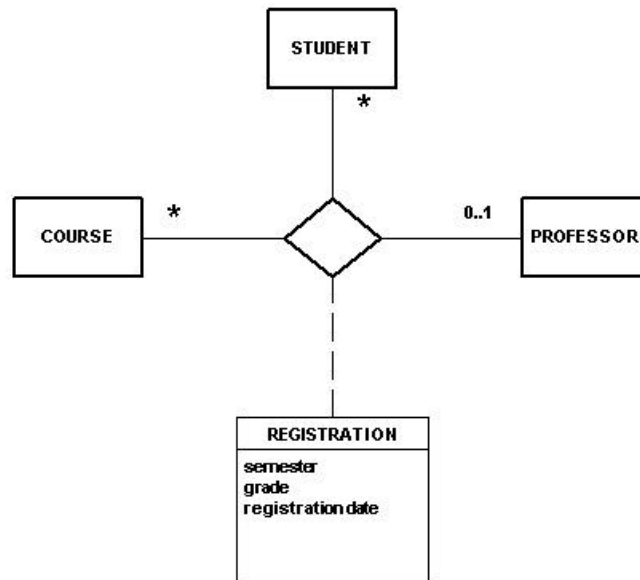 STUDENT
*
*
0..1
COURSE
PROFESSOR
REGISTRATION
semester
grade
registration date